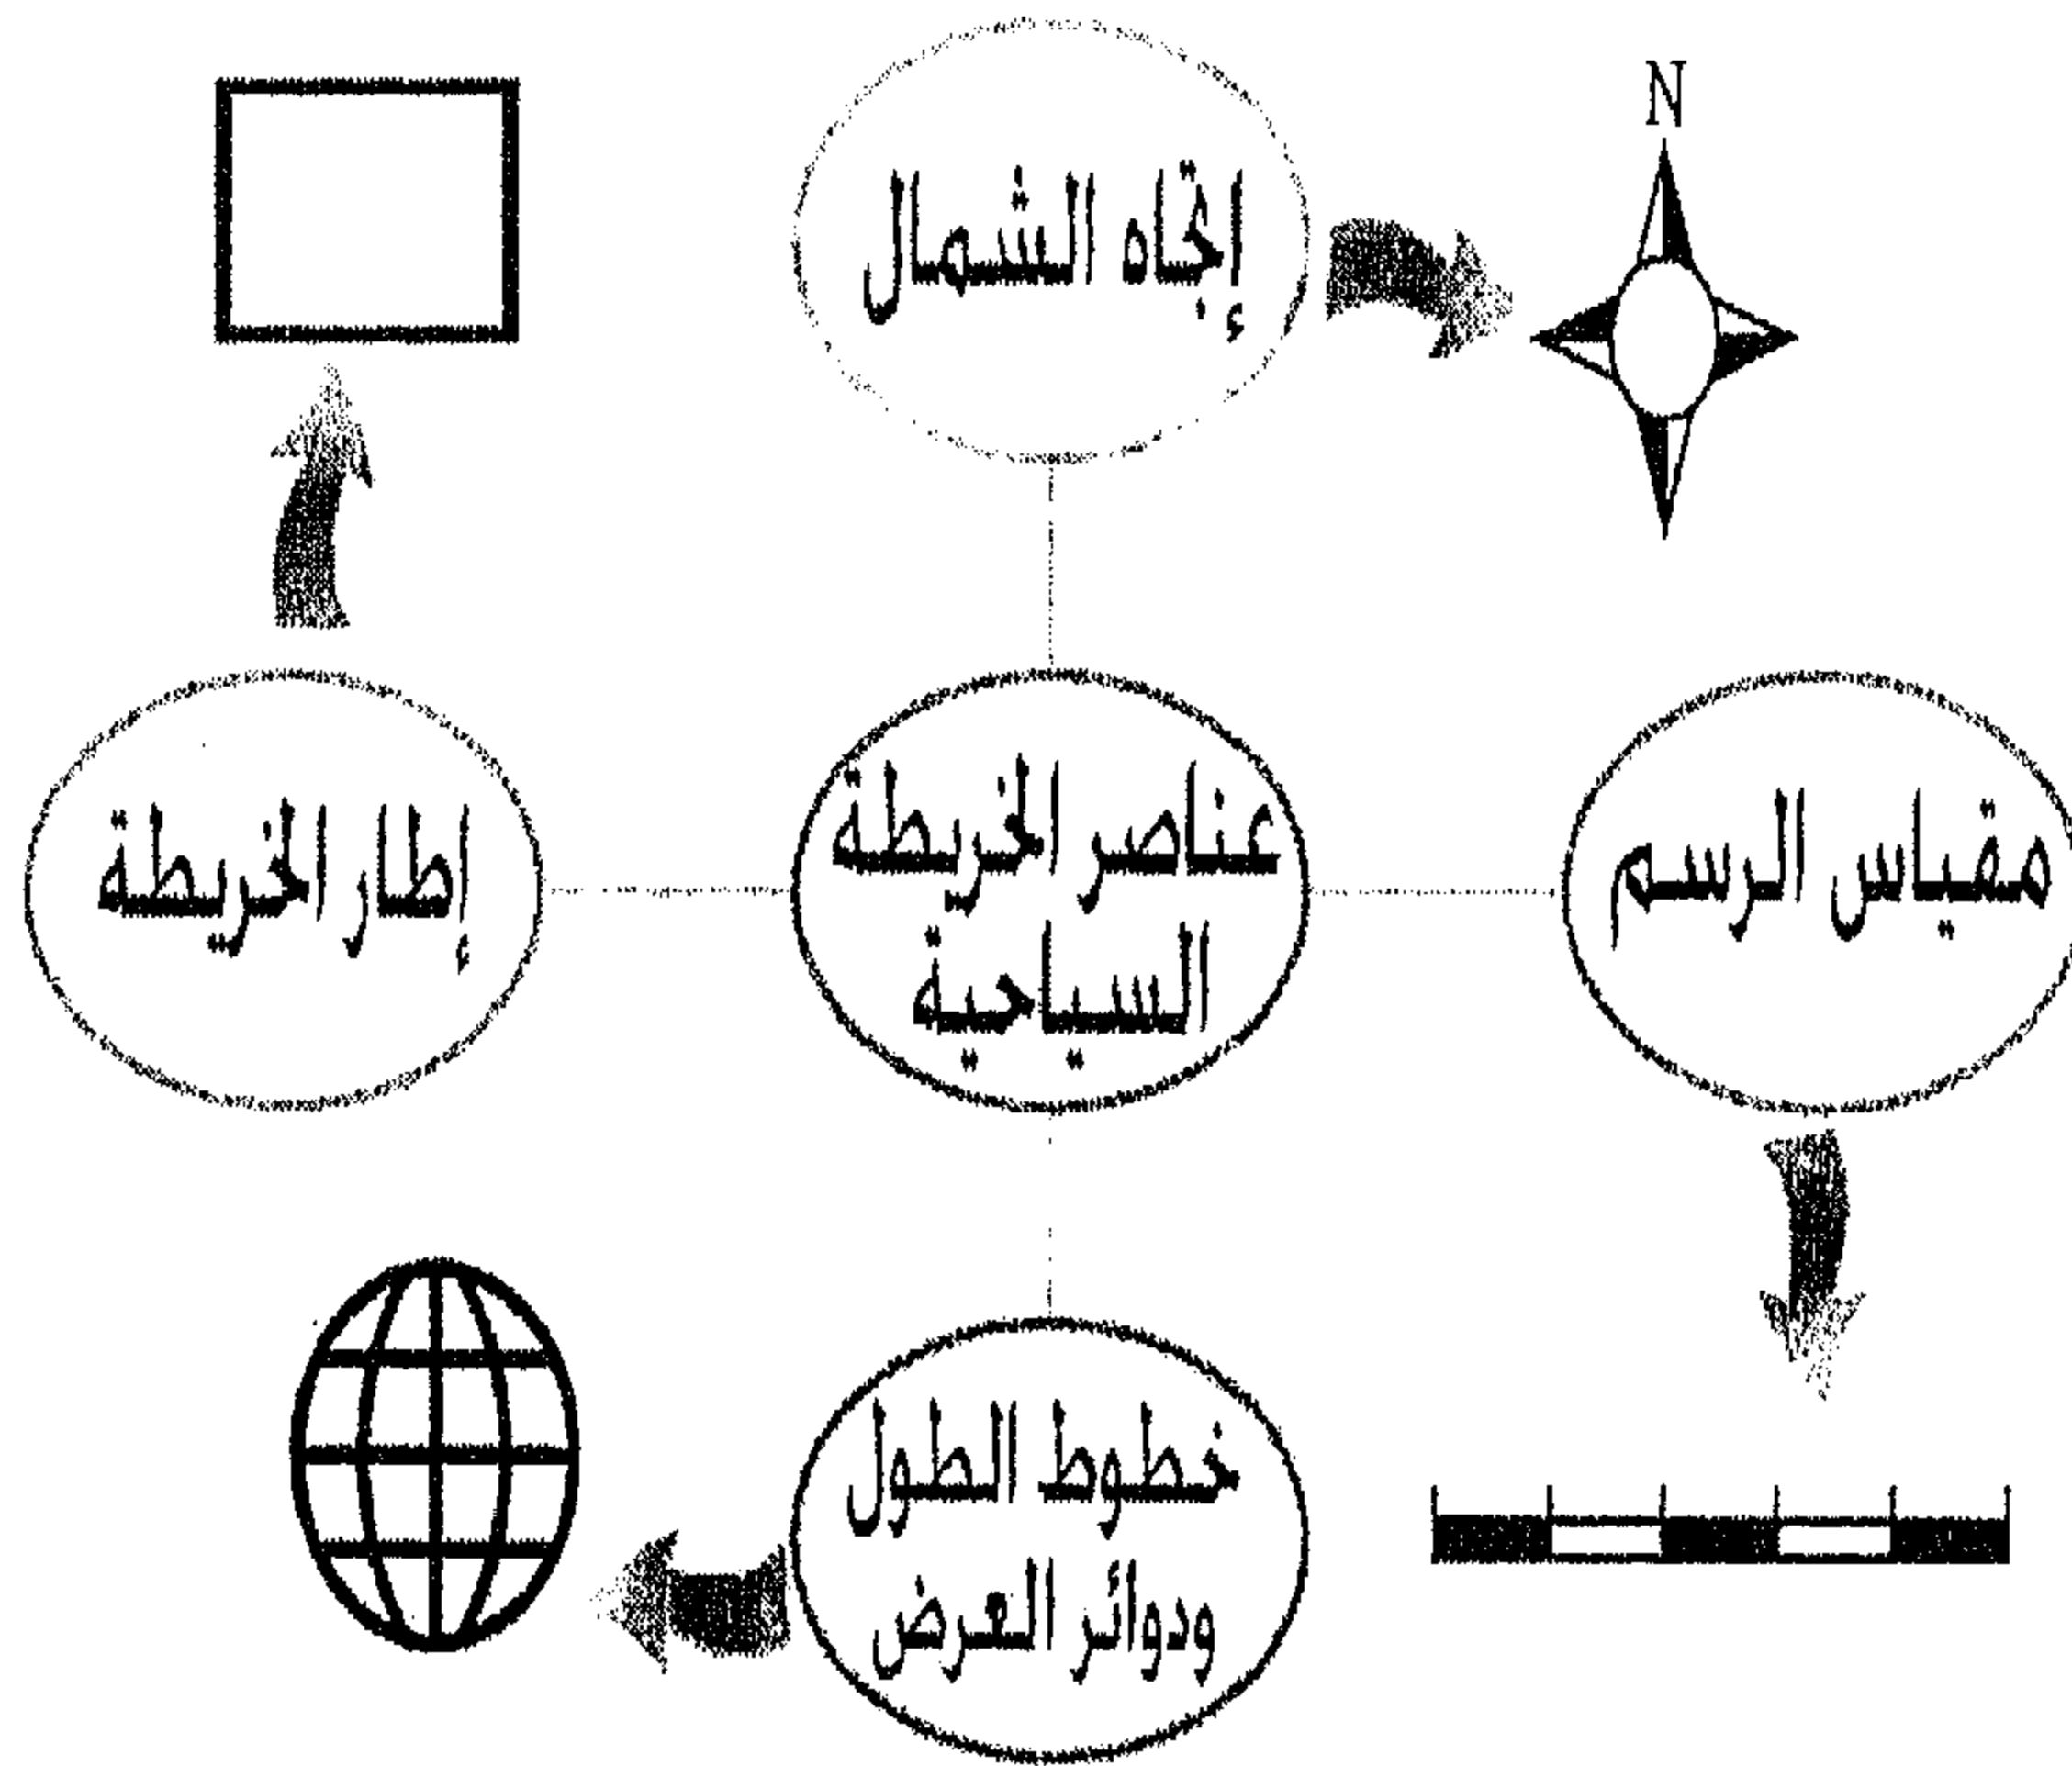 N
إتجاه الشمال
مقياس الرسم
عناصر الخريطة
السياحية
إطار الخريطة
خطوط الطول
ودوائر العرض